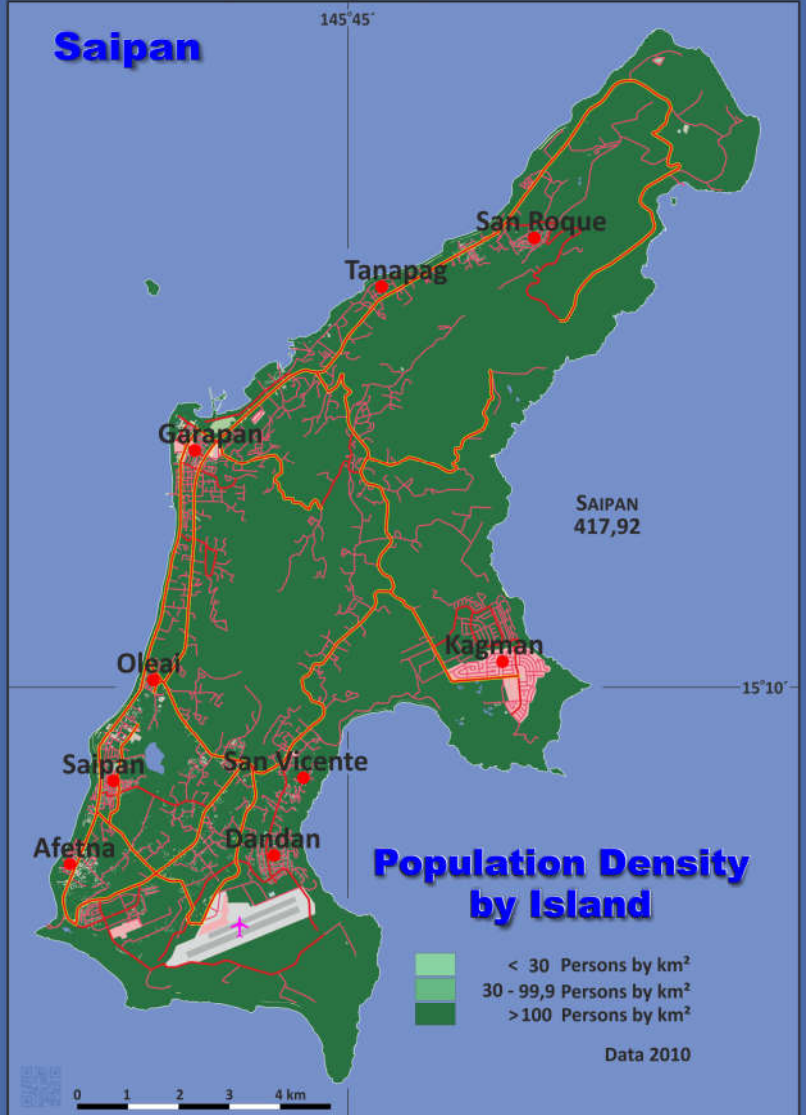 145°45´
Saipan
San Roque
Tanapag
Garapan
SAIPAN
417,92
Kagman
Oleai
15°10´
Saipan
San Vicente
Afetna
Dandan
Population Density
by Island
< 30 Persons by km²
30 - 99,9 Persons by km²
>100 Persons by km²
Data 2010
0 1 2 3 4 km